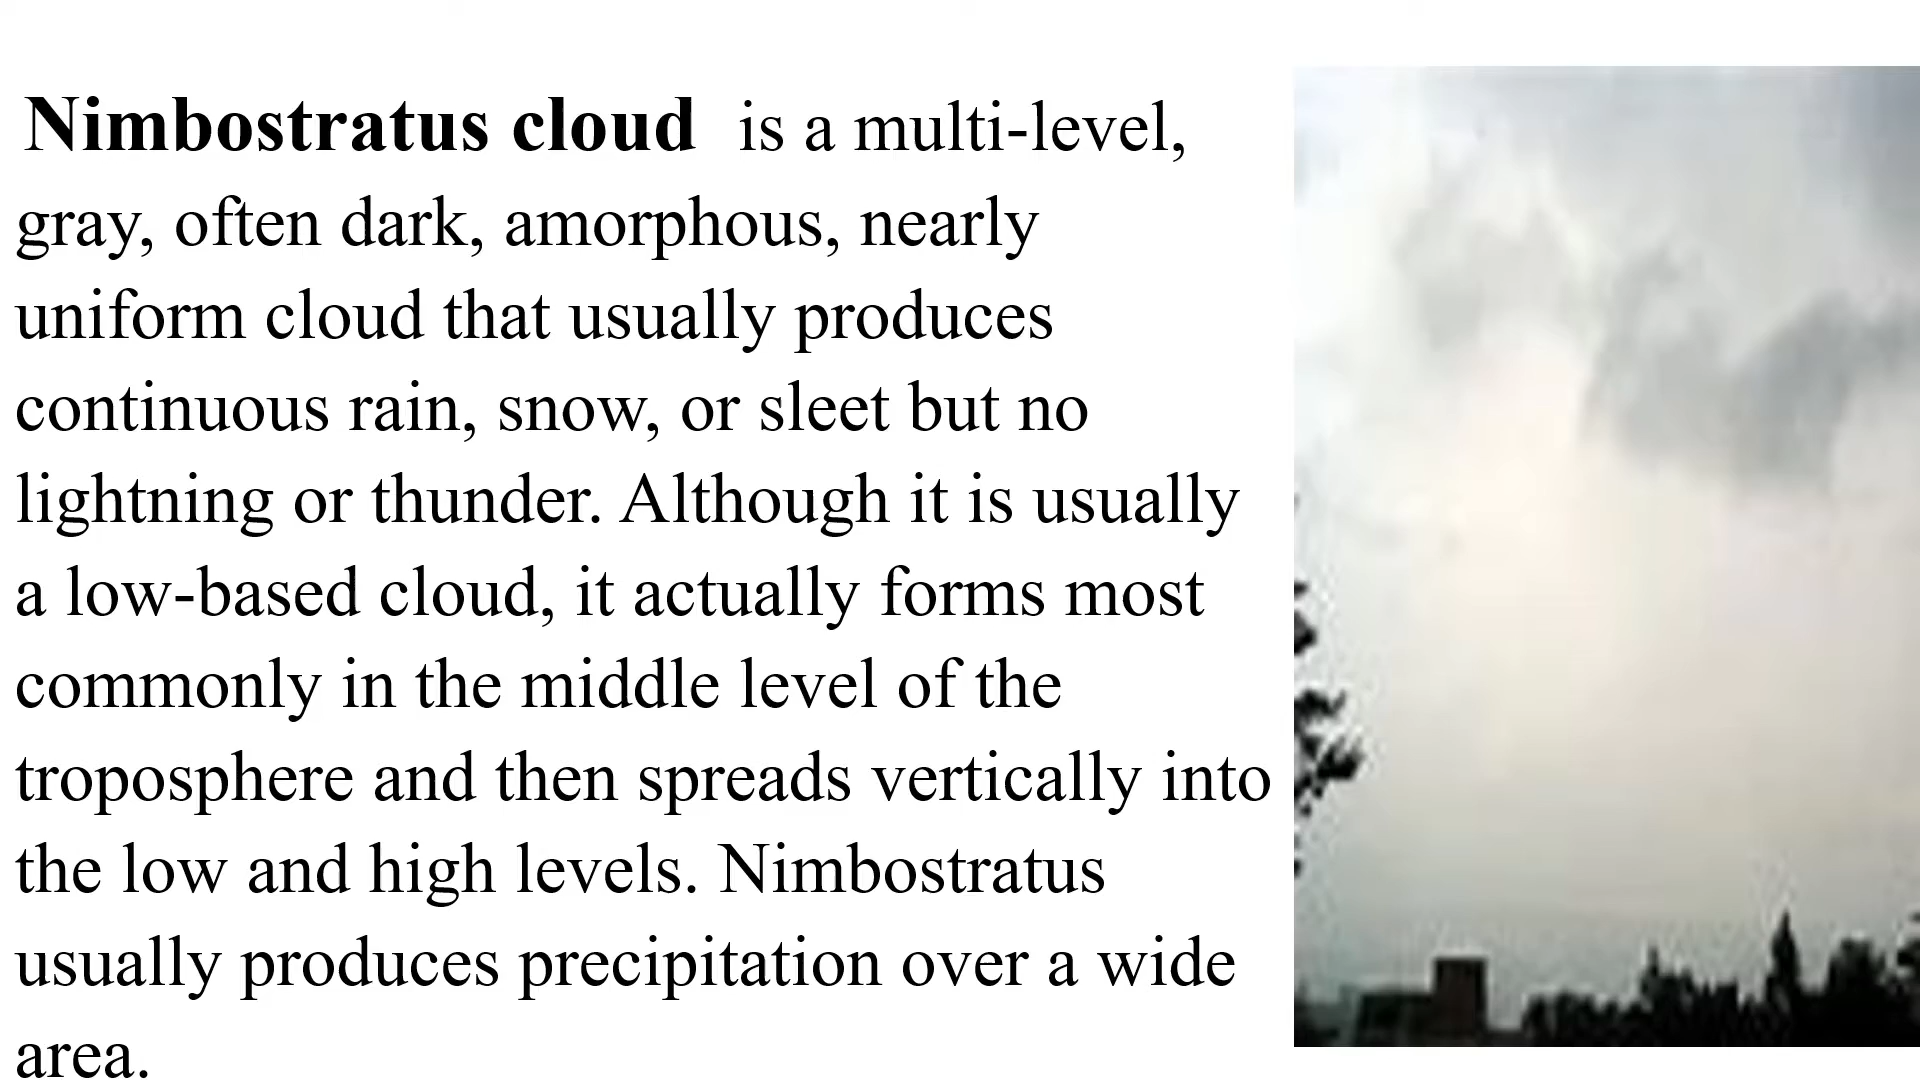 Nimbostratus cloud is a multi-level,
gray, often dark, amorphous, nearly
uniform cloud that usually produces
continuous rain, snow, or sleet but no
lightning or thunder. Although it is usually
a low-based cloud, it actually forms most
commonly in the middle level of the
troposphere and then spreads vertically into
the low and high levels. Nimbostratus
usually produces precipitation over a wide
area.